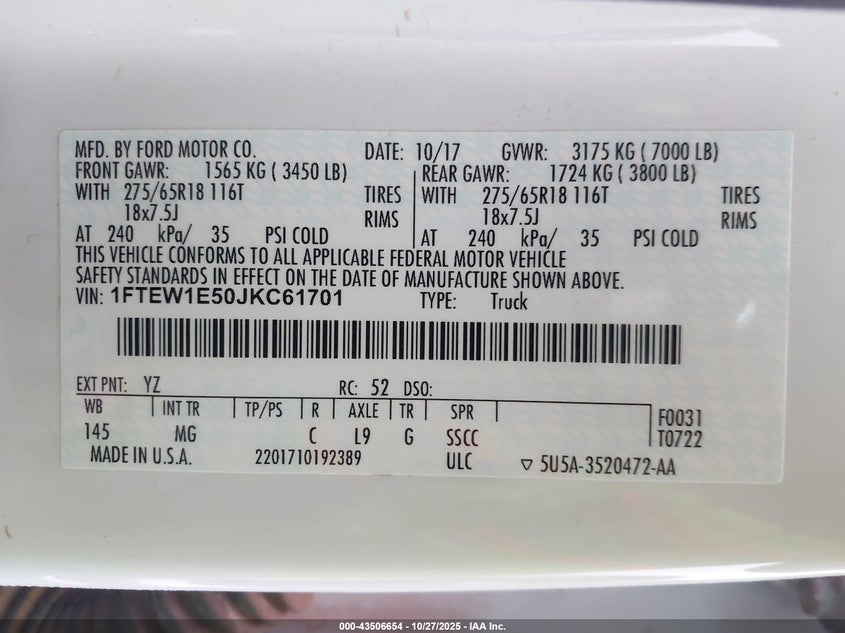 MFD. BY FORD MOTOR CO. DATE: 10/17 GVWR: 3175 KG ( 7000 LB)
FRONT GAWR: 1565 KG ( 3450 LB) REAR GAWR: 1724 KG ( 3800 LB)
WITH 275/65R18 116T TIRES WITH 275/65R18 116T TIRES
18x7.5J RIMS 18x7.5J RIMS
AT 240 kPa/ 35 PSI COLD AT 240 kPa/ 35 PSI COLD
THIS VEHICLE CONFORMS TO ALL APPLICABLE FEDERAL MOTOR VEHICLE
SAFETY STANDARDS IN EFFECT ON THE DATE OF MANUFACTURE SHOWN ABOVE.
VIN: 1FTEW1E50JKC61701 TYPE: Truck
EXT PNT: YZ RC: 52 DSO:
WB INT TR TP/PS R AXLE TR SPR F0031
145 MG C L9 G SSCC T0722
MADE IN U.S.A. 2201710192389 ULC ▽ 5U5A-3520472-AA
000-43506654 | 10/27/2025 - IAA Inc.